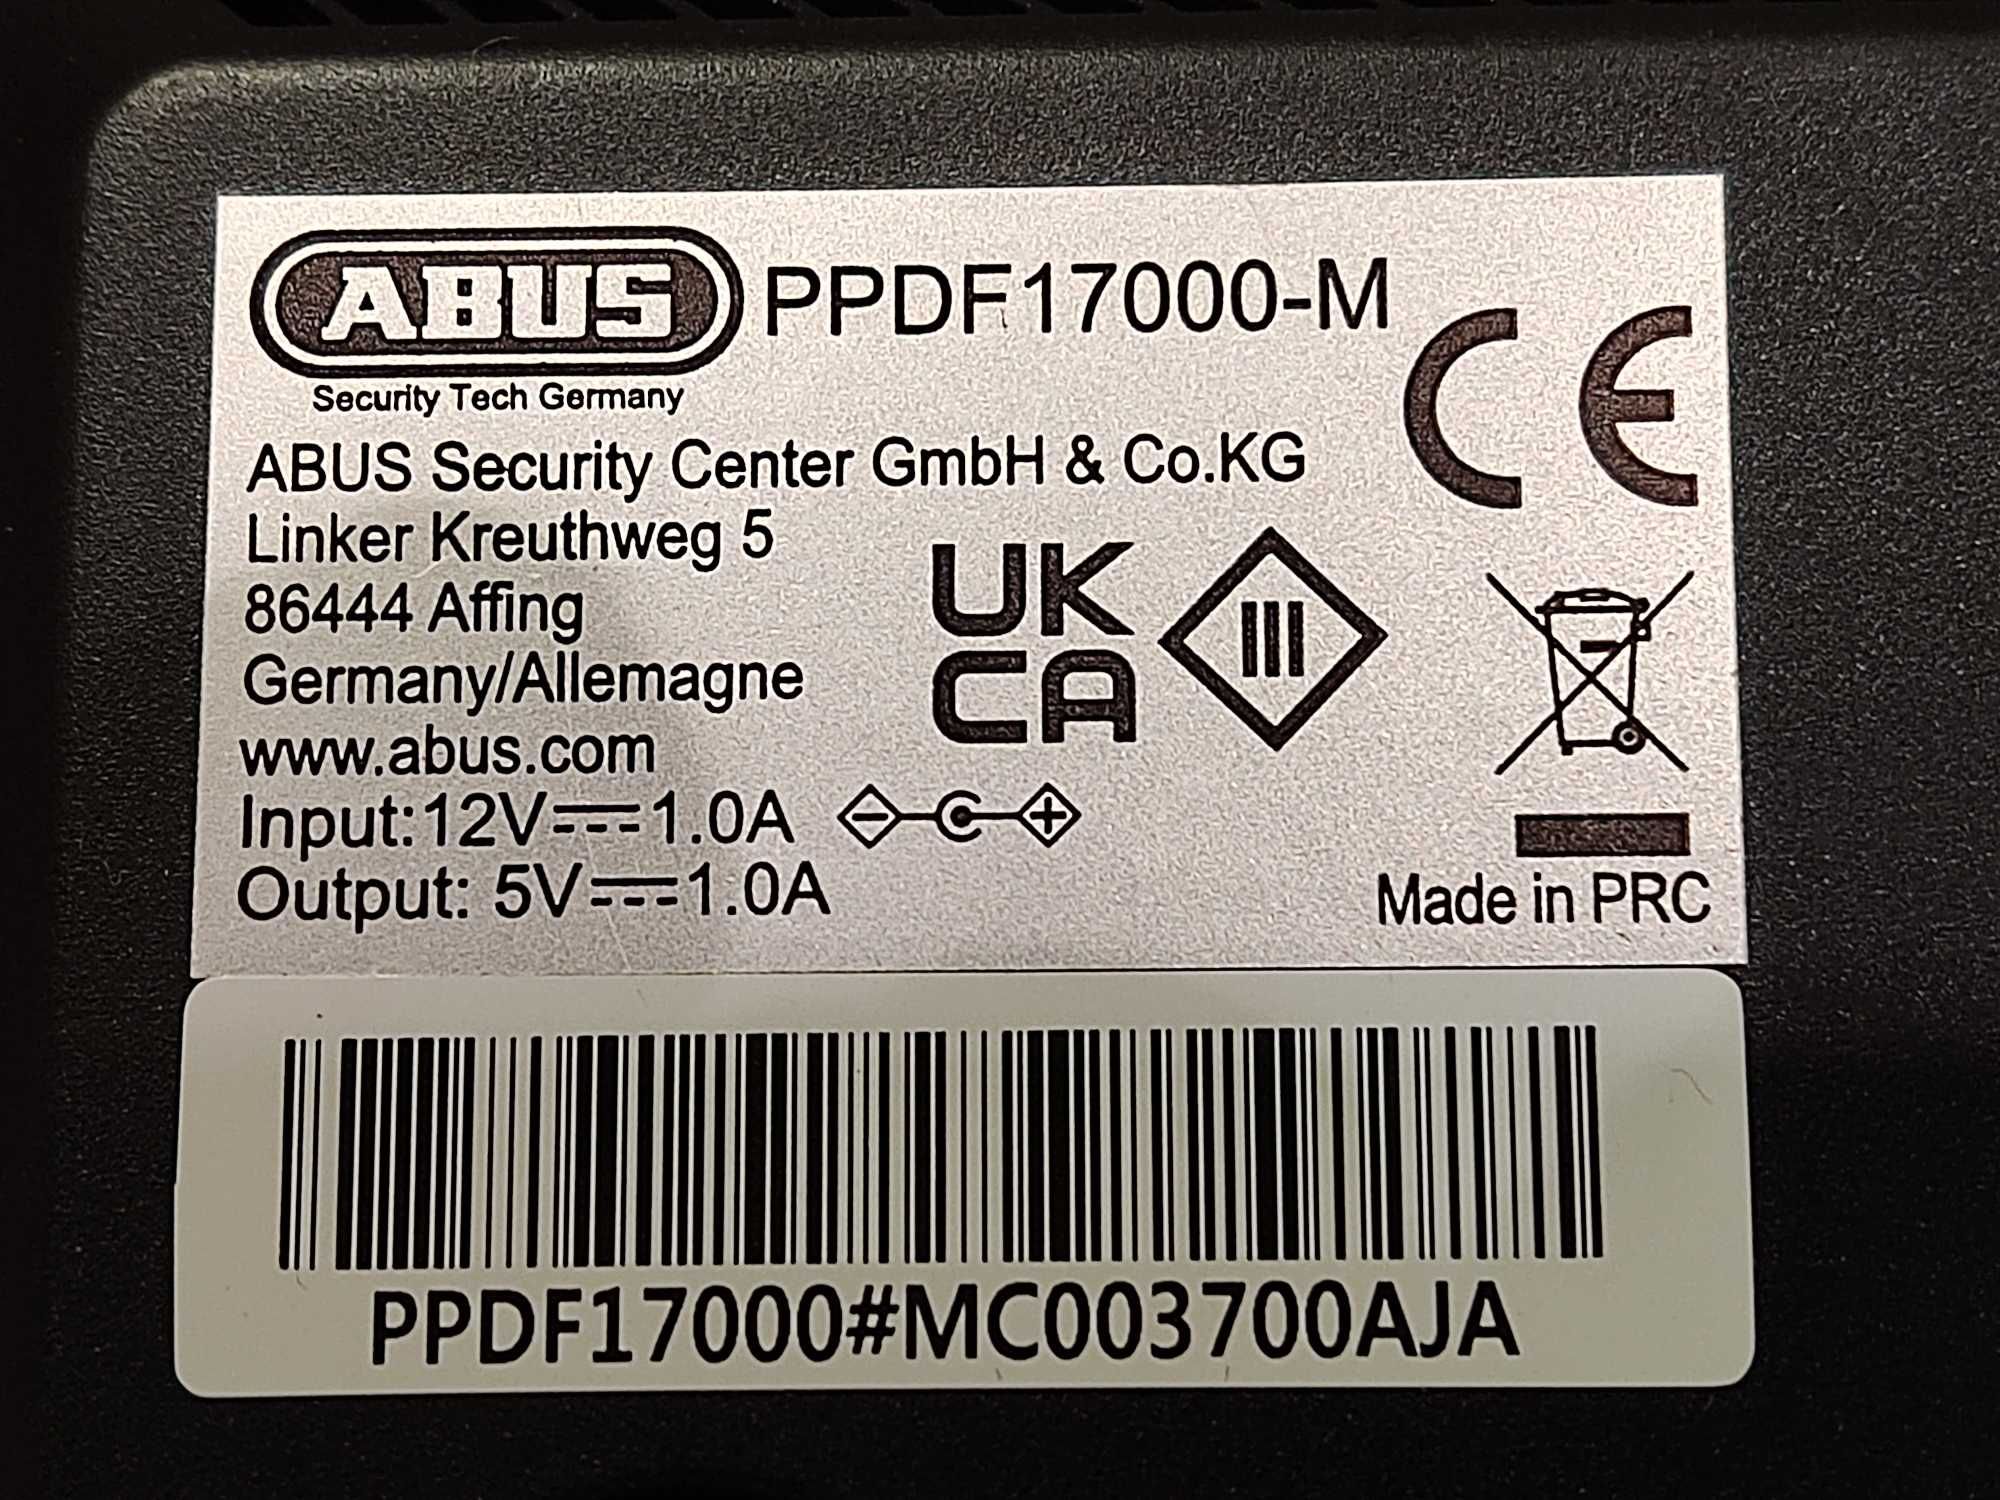 ABUS PPDF17000-M
Security Tech Germany
CE
ABUS Security Center GmbH & Co.KG
Linker Kreuthweg 5
86444 Affing
Germany/Allemagne
www.abus.com
UK
CA
III
Input:12V⎓1.0A
Output: 5V⎓1.0A
Made in PRC
PPDF17000#MC003700AJA